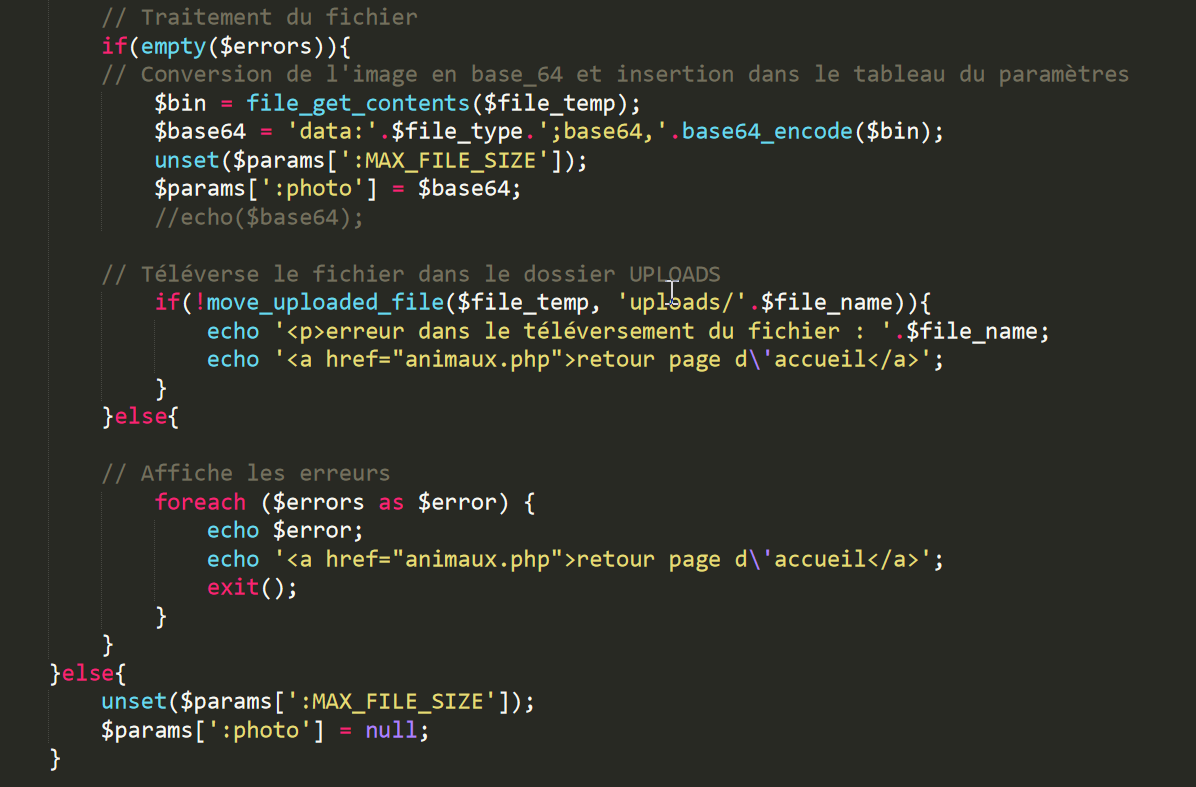 // Traitement du fichier
if(empty($errors)){
// Conversion de l'image en base_64 et insertion dans le tableau du paramètres
$bin = file_get_contents($file_temp);
$base64 = 'data:'.$file_type.';base64,'.base64_encode($bin);
unset($params[':MAX_FILE_SIZE']);
$params[':photo'] = $base64;
//echo($base64);
// Téléverse le fichier dans le dossier UPLOADS
if(!move_uploaded_file($file_temp, 'uploads/'.$file_name)){
echo '<p>erreur dans le téléversement du fichier : '.$file_name;
echo '<a href="animaux.php">retour page d\'accueil</a>';
}
}else{
// Affiche les erreurs
foreach ($errors as $error) {
echo $error;
echo '<a href="animaux.php">retour page d\'accueil</a>';
exit();
}
}
}else{
unset($params[':MAX_FILE_SIZE']);
$params[':photo'] = null;
}